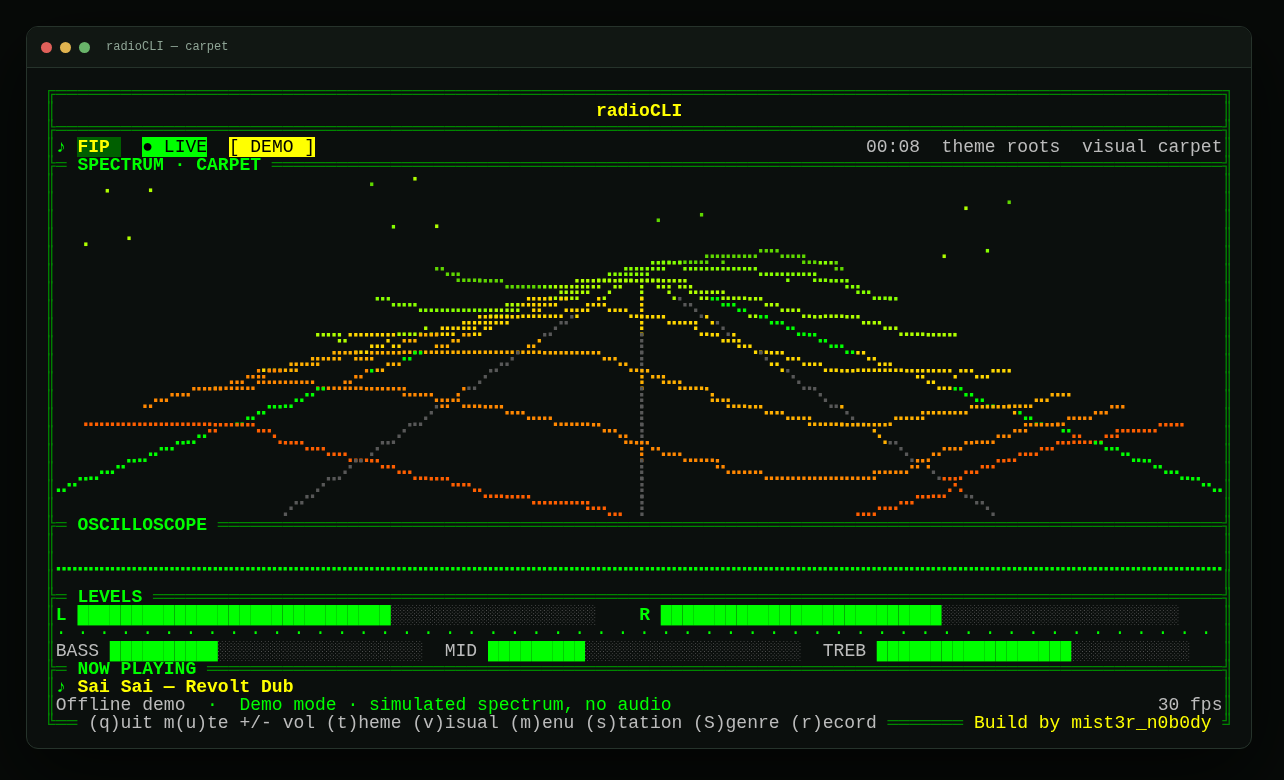 radioCLI — carpet
radioCLI
♪ FIP ● LIVE [ DEMO ] 00:08 theme roots visual carpet
SPECTRUM · CARPET
OSCILLOSCOPE
LEVELS
L R
BASS MID TREB
NOW PLAYING
♪ Sai Sai — Revolt Dub
Offline demo · Demo mode · simulated spectrum, no audio 30 fps
(q)uit m(u)te +/- vol (t)heme (v)isual (m)enu (s)tation (S)genre (r)ecord Build by mist3r_n0b0dy